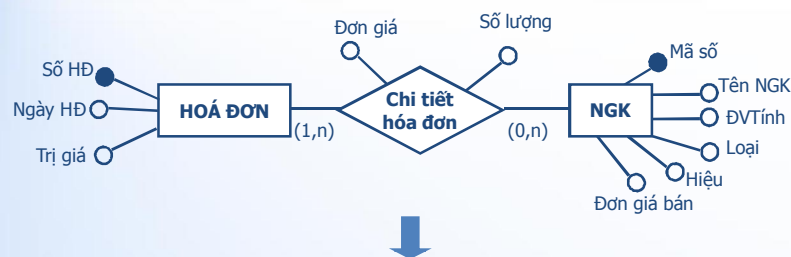 Số HĐ
Ngày HĐ
Trị giá
HOÁ ĐƠN
(1,n)
Đơn giá
Số lượng
Chi tiết
hóa đơn
(0,n)
NGK
Mã số
Tên NGK
ĐVTính
Loại
Hiệu
Đơn giá bán